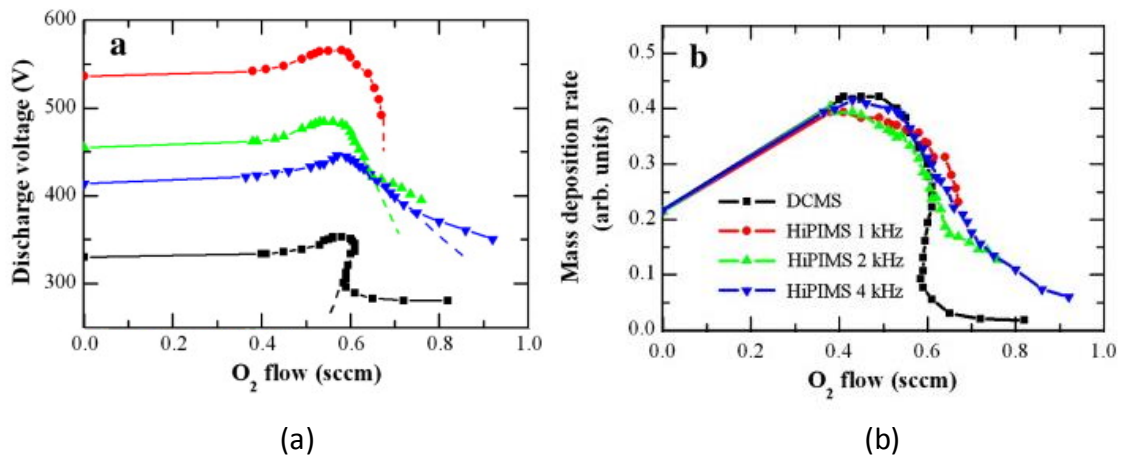 600
500
400
300
0.0
0.2
0.4
0.6
0.8
1.0
Discharge voltage (V)
O2 flow (sccm)
a
0.5
0.4
0.3
0.2
0.1
0.0
0.0
0.2
0.4
0.6
0.8
1.0
Mass deposition rate
(arb. units)
O2 flow (sccm)
b
DCMS
HiPIMS 1 kHz
HiPIMS 2 kHz
HiPIMS 4 kHz
(a)
(b)